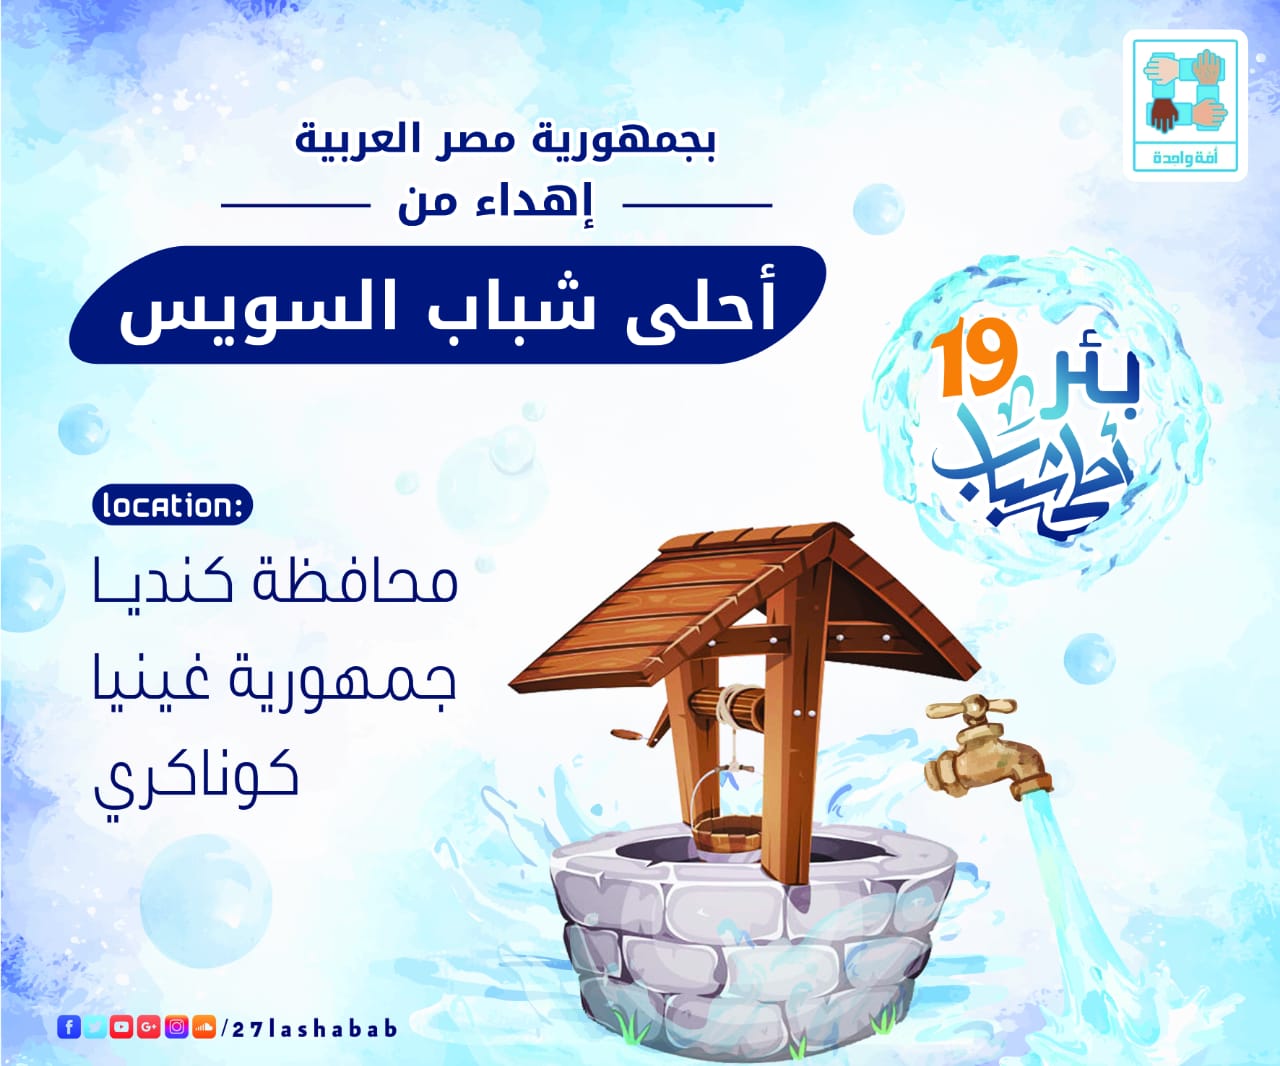 أمة واحدة
بجمهورية مصر العربية
إهداء من
أحلى شباب السويس
بئر 19
أحلى شباب
location:
محافظة كنديـا
جمهورية غينيا
كوناكري
/27lashabab